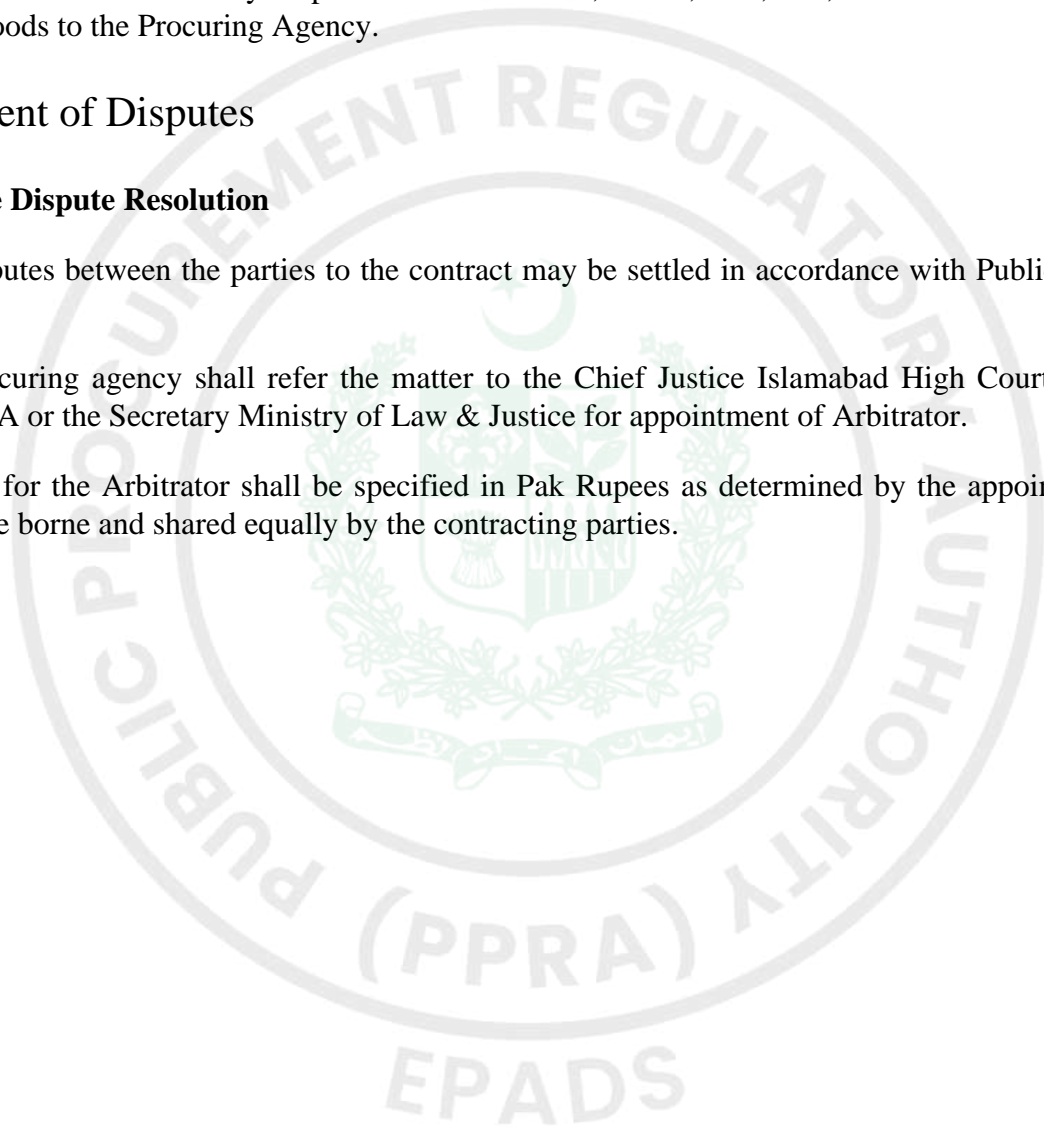 oods to the Procuring Agency.
ent of Disputes
e Dispute Resolution
putes between the parties to the contract may be settled in accordance with Publi
curing agency shall refer the matter to the Chief Justice Islamabad High Court
A or the Secretary Ministry of Law & Justice for appointment of Arbitrator.
for the Arbitrator shall be specified in Pak Rupees as determined by the appoin
e borne and shared equally by the contracting parties.
PUBLIC PROCUREMENT REGULATORY AUTHORITY
(PPRA)
EPADS